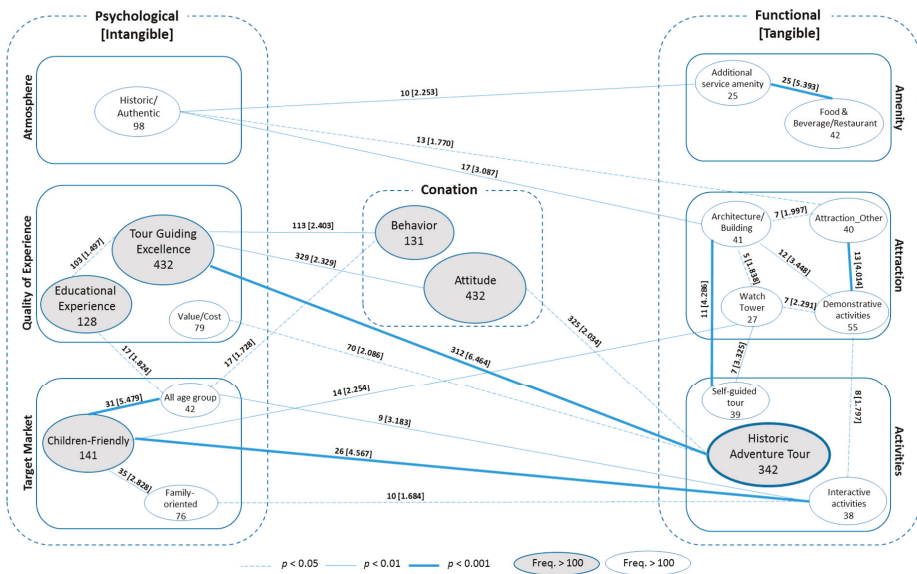 Psychological
[Intangible]
Functional
[Tangible]
Atmosphere
Historic/
Authentic
98
10 [2.253]
13 [1.770]
17 [3.087]
Additional
service amenity
25
25 [5.393]
Food &
Beverage/Restaurant
42
Amenity
Quality of Experience
Tour Guiding
Excellence
432
103 [1.497]
Educational
Experience
128
Value/Cost
79
Conation
113 [2.403]
Behavior
131
329 [2.329]
Attitude
432
Architecture/
Building
41
7 [1.997]
Attraction_Other
40
5 [1.838]
12 [3.448]
13 [4.014]
Watch
Tower
27
7 [2.291]
Demonstrative
activities
55
Attraction
11 [4.286]
7 [3.325]
8 [1.797]
17 [1.824]
17 [1.728]
70 [2.086]
312 [6.464]
325 [2.094]
14 [2.254]
Target Market
31 [5.479]
All age group
42
Children-Friendly
141
35 [2.828]
Family-
oriented
76
9 [3.183]
26 [4.567]
10 [1.684]
Self-guided
tour
39
Historic
Adventure Tour
342
Interactive
activities
38
Activities
p < 0.05
p < 0.01
p < 0.001
Freq. > 100
Freq. > 100